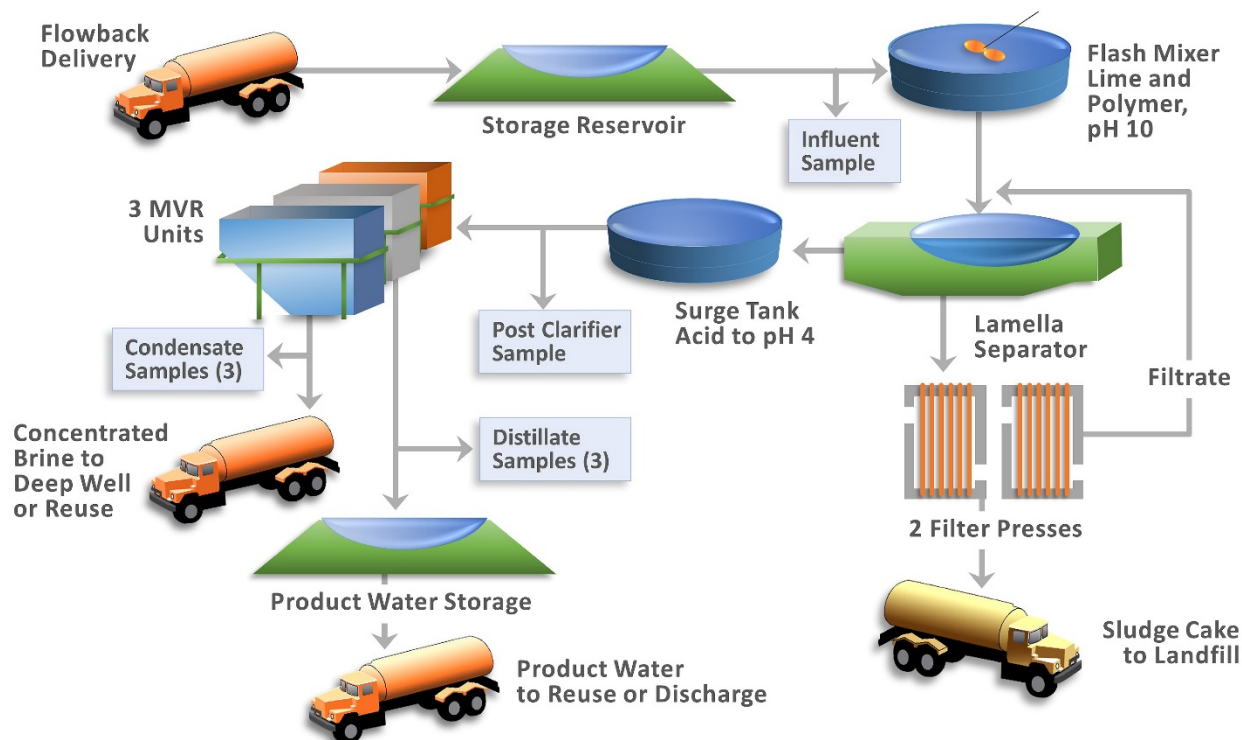 Flowback
Delivery
Storage Reservoir
Flash Mixer
Lime and
Polymer,
pH 10
Influent
Sample
3 MVR
Units
Surge Tank
Acid to pH 4
Lamella
Separator
Post Clarifier
Sample
Condensate
Samples (3)
Filtrate
Concentrated
Brine to
Deep Well
or Reuse
Distillate
Samples (3)
2 Filter Presses
Product Water Storage
Sludge Cake
to Landfill
Product Water
to Reuse or Discharge